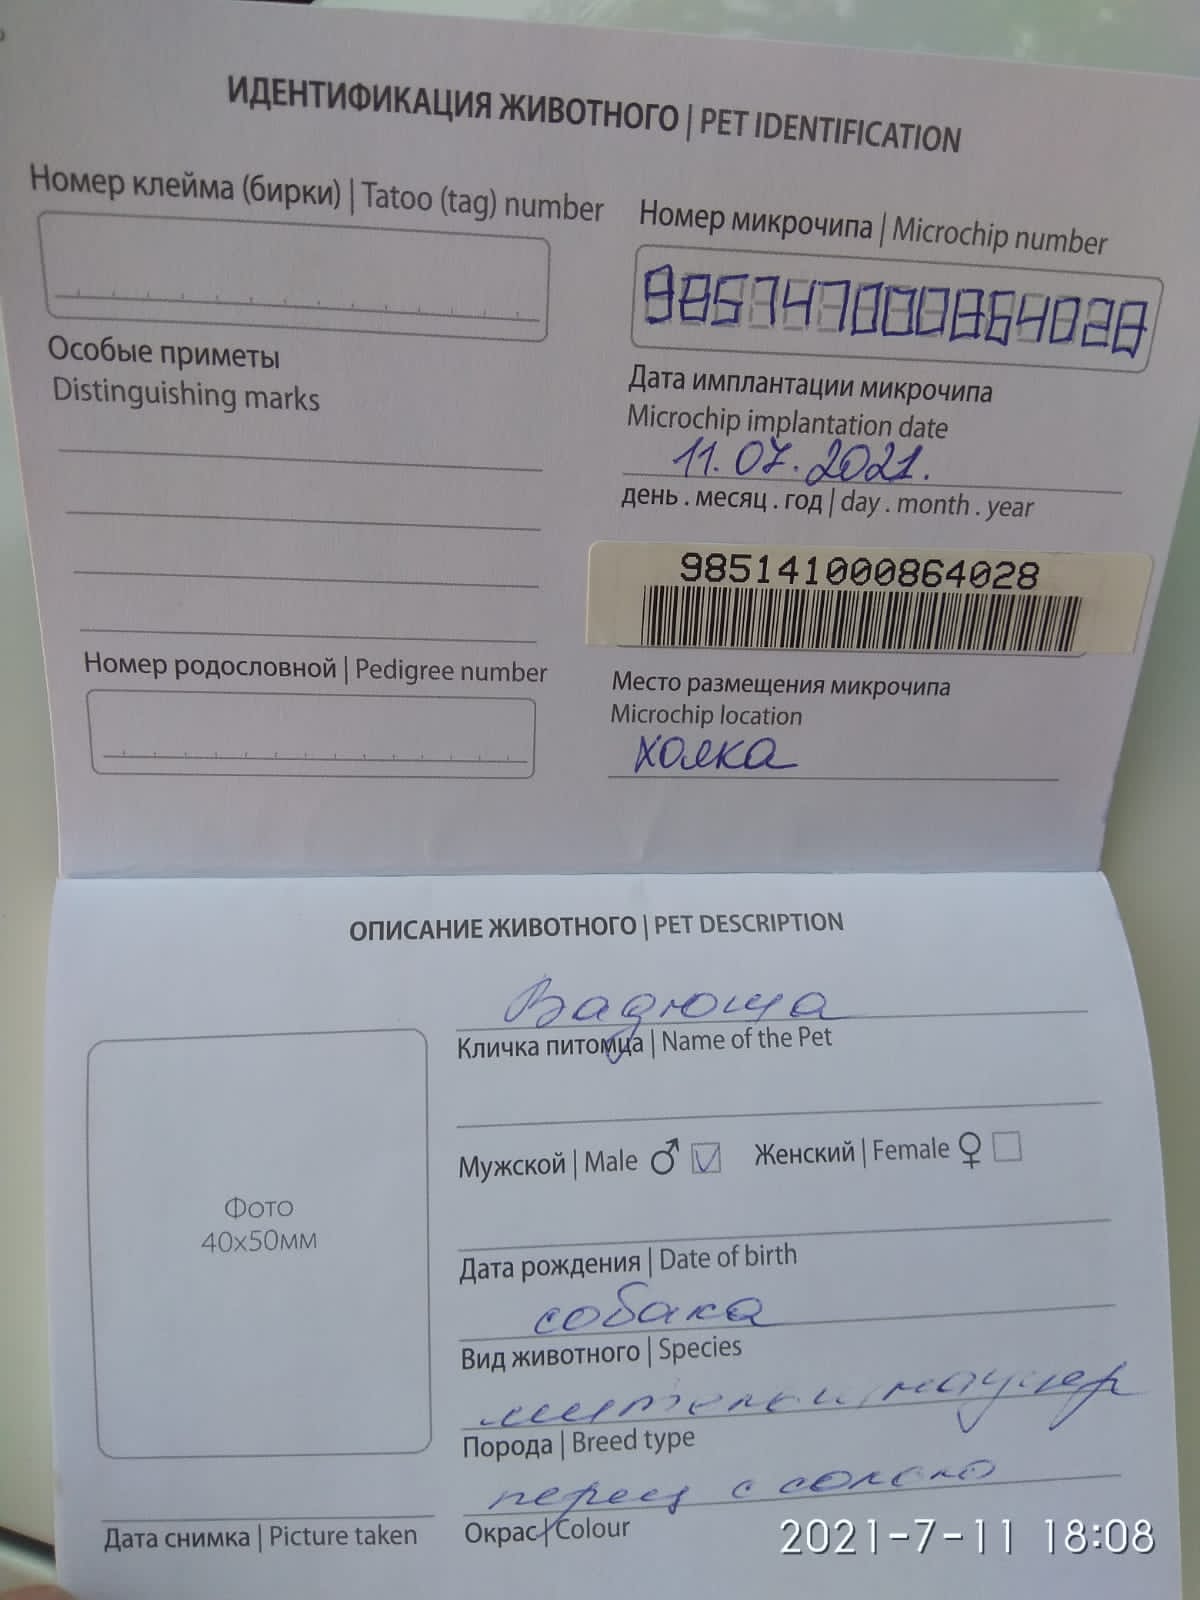 ИДЕНТИФИКАЦИЯ ЖИВОТНОГО | PET IDENTIFICATION
Номер клейма (бирки) | Tatoo (tag) number
Особые приметы
Distinguishing marks
Номер родословной | Pedigree number
Номер микрочипа | Microchip number
985141000864028
Дата имплантации микрочипа
Microchip implantation date
11.07.2021.
день . месяц . год | day . month . year
985141000864028
Место размещения микрочипа
Microchip location
холка
ОПИСАНИЕ ЖИВОТНОГО | PET DESCRIPTION
Фото
40х50мм
Дата снимка | Picture taken
Вадюша
Кличка питомца | Name of the Pet
Мужской | Male ♂ ☑ Женский | Female ♀ ☐
Дата рождения | Date of birth
собака
Вид животного | Species
миттельшнауцер
Порода | Breed type
перец с солью
Окрас | Colour
2021-7-11 18:08